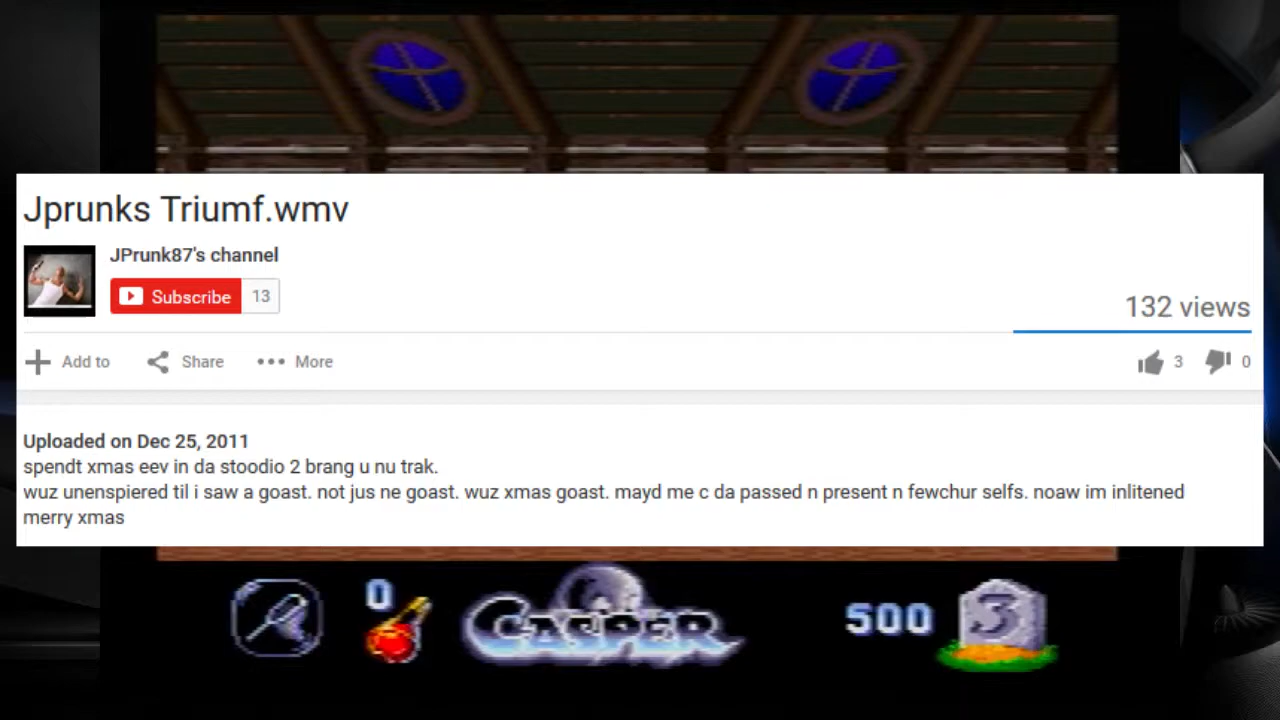 Jprunks Triumf.wmv
JPrunk87's channel
Subscribe 13
132 views
Add to Share More 3 0
Uploaded on Dec 25, 2011
spendt xmas eev in da stoodio 2 brang u nu trak.
wuz unenspiered til i saw a goast. not jus ne goast. wuz xmas goast. mayd me c da passed n present n fewchur selfs. noaw im inlitened
merry xmas
0 CASPER 500 3